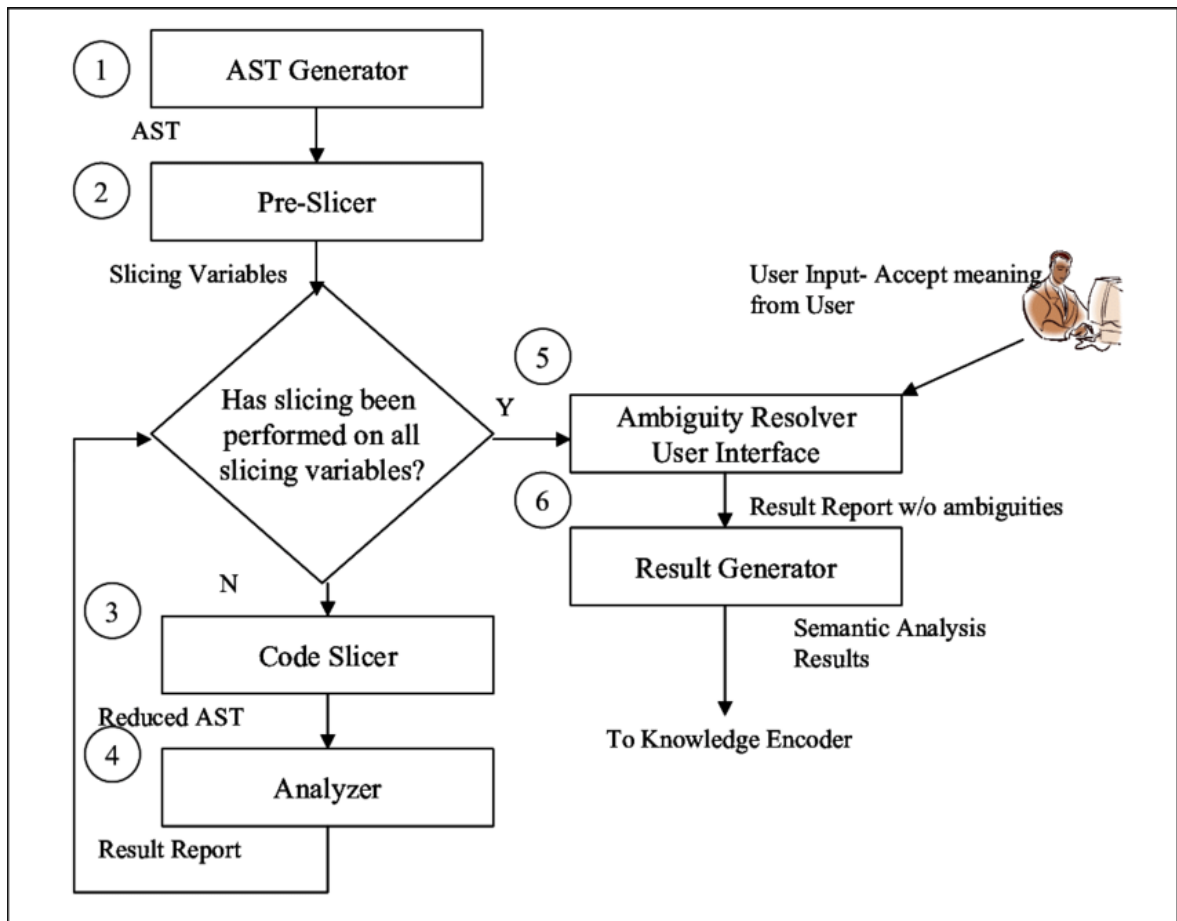 1
AST Generator
AST
2
Pre-Slicer
Slicing Variables
User Input- Accept meaning
from User
Has slicing been
performed on all
slicing variables?
Y
5
Ambiguity Resolver
User Interface
6
Result Report w/o ambiguities
Result Generator
Semantic Analysis
Results
To Knowledge Encoder
N
3
Code Slicer
Reduced AST
4
Analyzer
Result Report